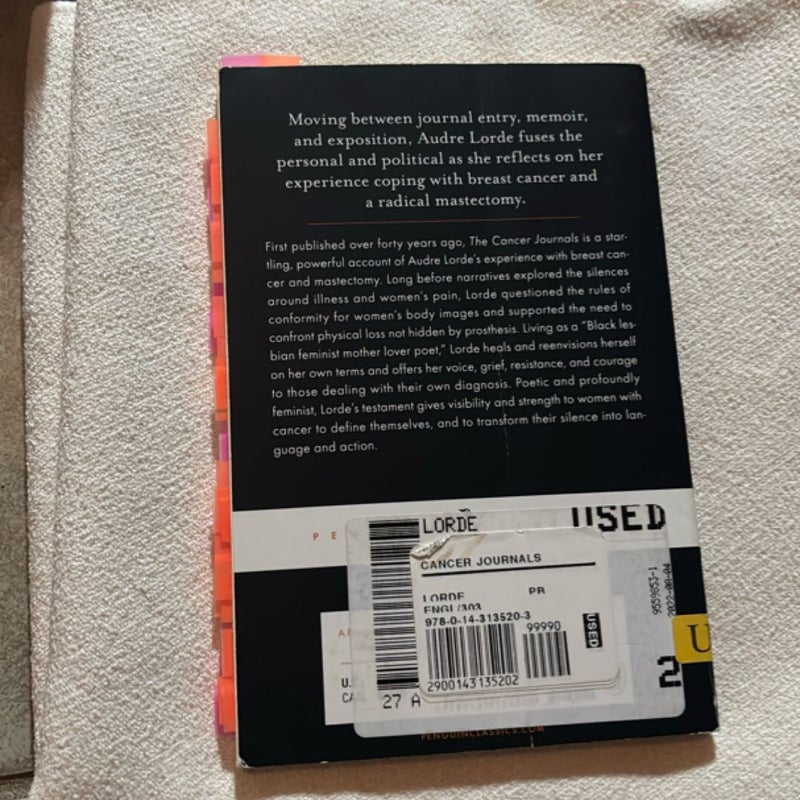 Moving between journal entry, memoir,
and exposition, Audre Lorde fuses the
personal and political as she reflects on her
experience coping with breast cancer and
a radical mastectomy.
First published over forty years ago, The Cancer Journals is a star-
tling, powerful account of Audre Lorde's experience with breast can-
cer and mastectomy. Long before narratives explored the silences
around illness and women's pain, Lorde questioned the rules of
conformity for women's body images and supported the need to
confront physical loss not hidden by prosthesis. Living as a "Black les-
bian feminist mother lover poet," Lorde heals and reenvisions herself
on her own terms and offers her voice, grief, resistance, and courage
to those dealing with their own diagnosis. Poetic and profoundly
feminist, Lorde's testament gives visibility and strength to women with
cancer to define themselves, and to transform their silence into lan-
guage and action.
P E
LORDE
USED
CANCER JOURNALS
LORDE PB
ENGL/303
978-0-14-313520-3
99990
USED
2900143135202
9559853-1
2022-08-04
U
2
27 A
U.
CA
PENGUINCLASSICS.COM